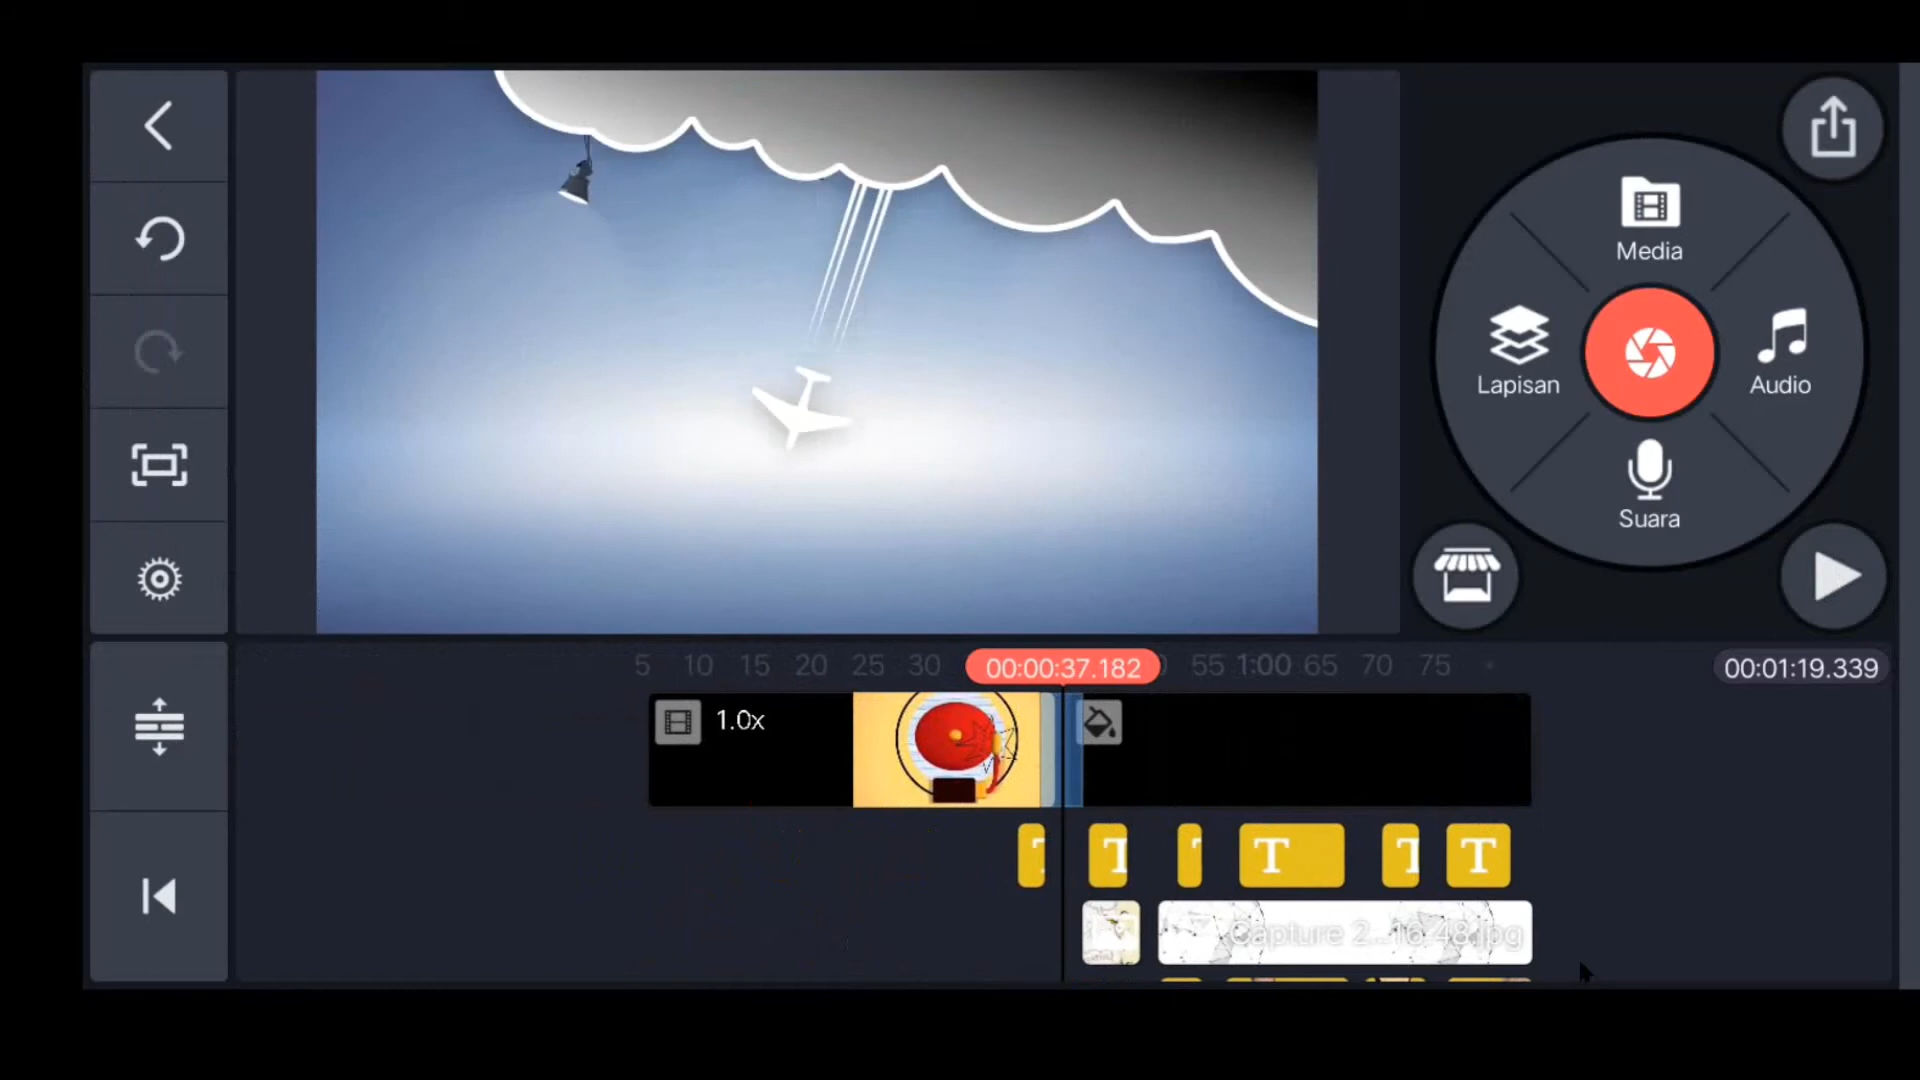 Media
Lapisan
Audio
Suara
5 10 15 20 25 30 00:00:37.182 55 1:00 65 70 75 00:01:19.339
1.0x
T T T T
Capture 2...16.48.jpg